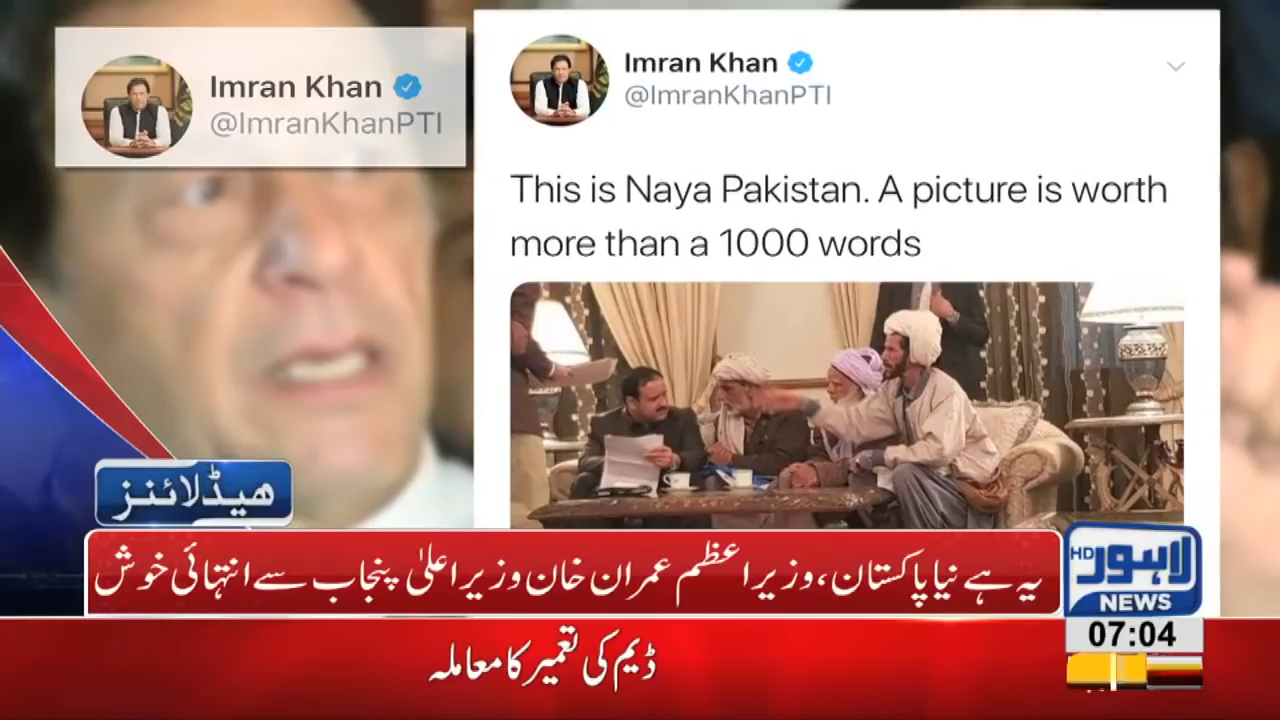 Imran Khan
@ImranKhanPTI
Imran Khan
@ImranKhanPTI
This is Naya Pakistan. A picture is worth
more than a 1000 words
ھیڈلائنز
یہ ہے نیا پاکستان، وزیراعظم عمران خان وزیراعلیٰ پنجاب سے انتہائی خوش
HD
لاہور
NEWS
07:04
ڈیم کی تعمیر کا معاملہ